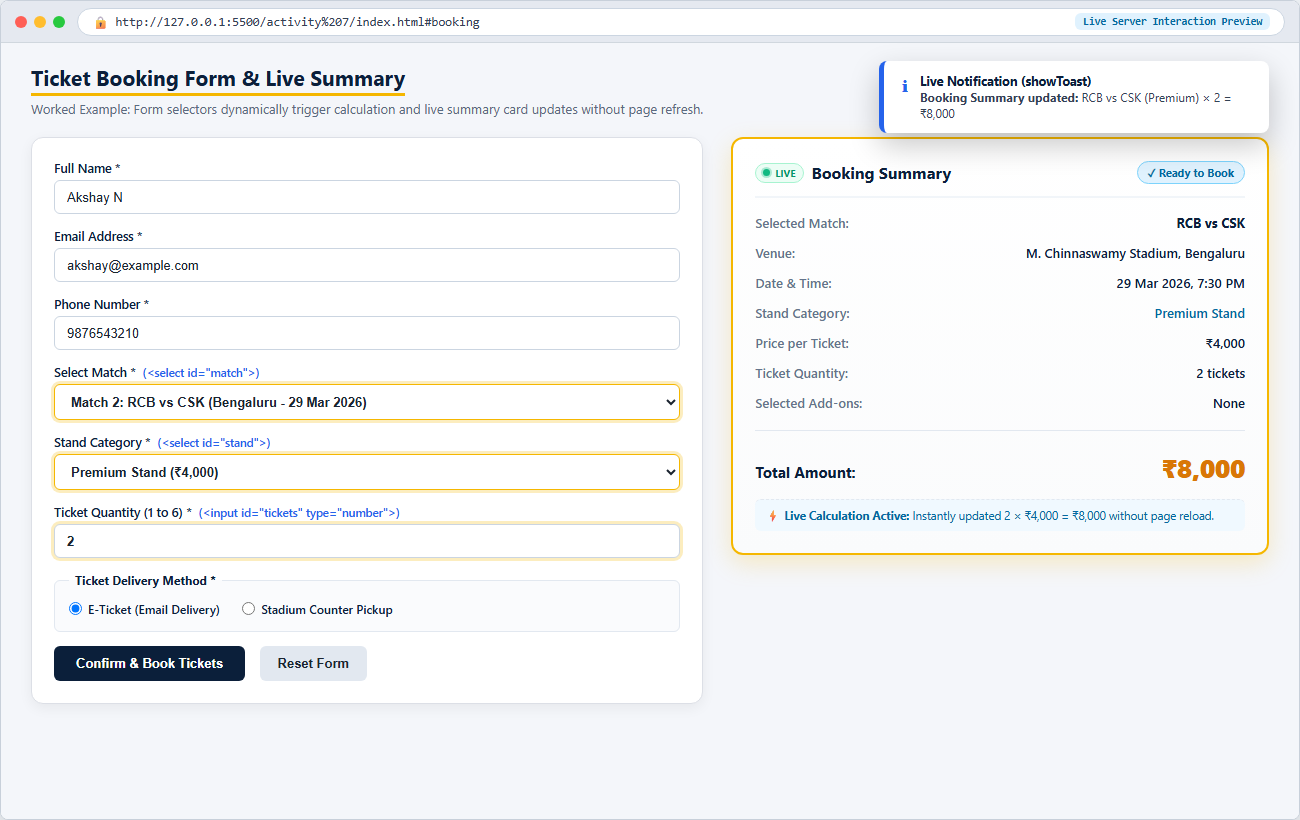 http://127.0.0.1:5500/activity%207/index.html#booking
Live Server Interaction Preview
Ticket Booking Form & Live Summary
Worked Example: Form selectors dynamically trigger calculation and live summary card updates without page refresh.
ℹ Live Notification (showToast)
Booking Summary updated: RCB vs CSK (Premium) × 2 =
₹8,000
Full Name *
Akshay N
Email Address *
akshay@example.com
Phone Number *
9876543210
Select Match * (<select id="match">)
Match 2: RCB vs CSK (Bengaluru - 29 Mar 2026)
Stand Category * (<select id="stand">)
Premium Stand (₹4,000)
Ticket Quantity (1 to 6) * (<input id="tickets" type="number">)
2
Ticket Delivery Method *
E-Ticket (Email Delivery)
Stadium Counter Pickup
Confirm & Book Tickets
Reset Form
LIVE
Booking Summary
✓ Ready to Book
Selected Match: RCB vs CSK
Venue: M. Chinnaswamy Stadium, Bengaluru
Date & Time: 29 Mar 2026, 7:30 PM
Stand Category: Premium Stand
Price per Ticket: ₹4,000
Ticket Quantity: 2 tickets
Selected Add-ons: None
Total Amount: ₹8,000
Live Calculation Active: Instantly updated 2 × ₹4,000 = ₹8,000 without page reload.